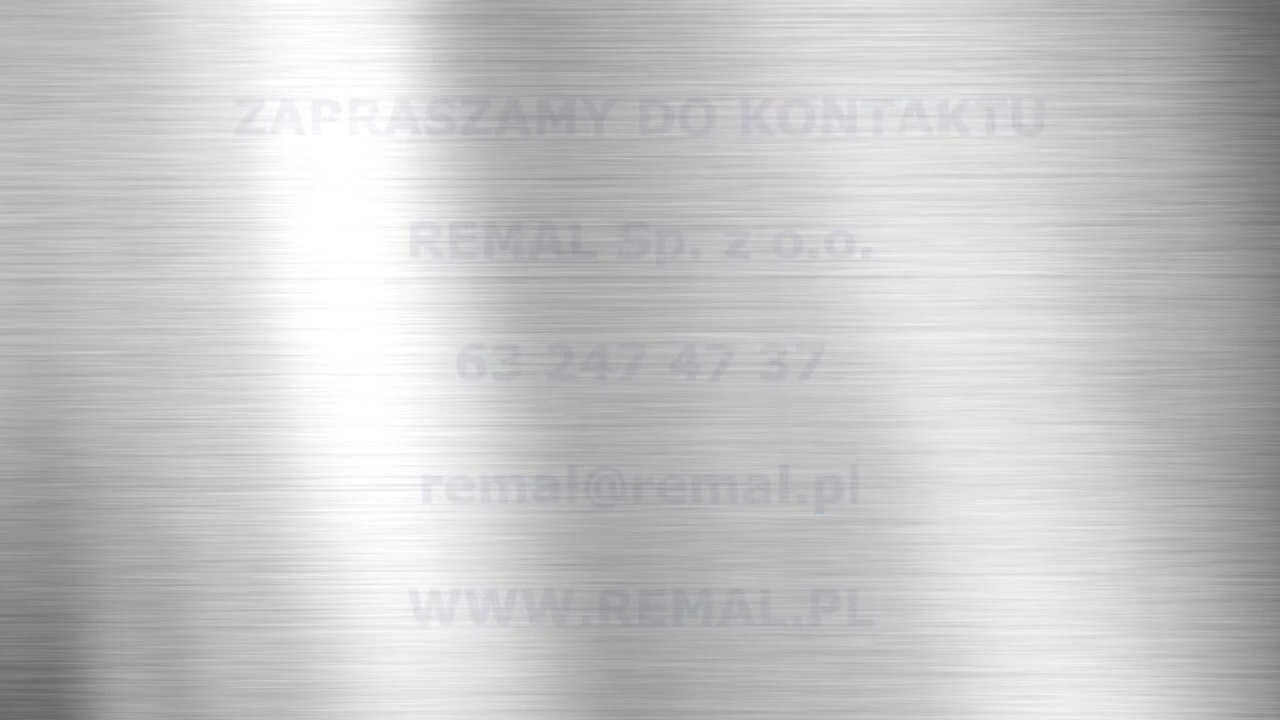 ZAPRASZAMY DO KONTAKTU
REMAL Sp. z o.o.
63 247 47 37
remal@remal.pl
WWW.REMAL.PL